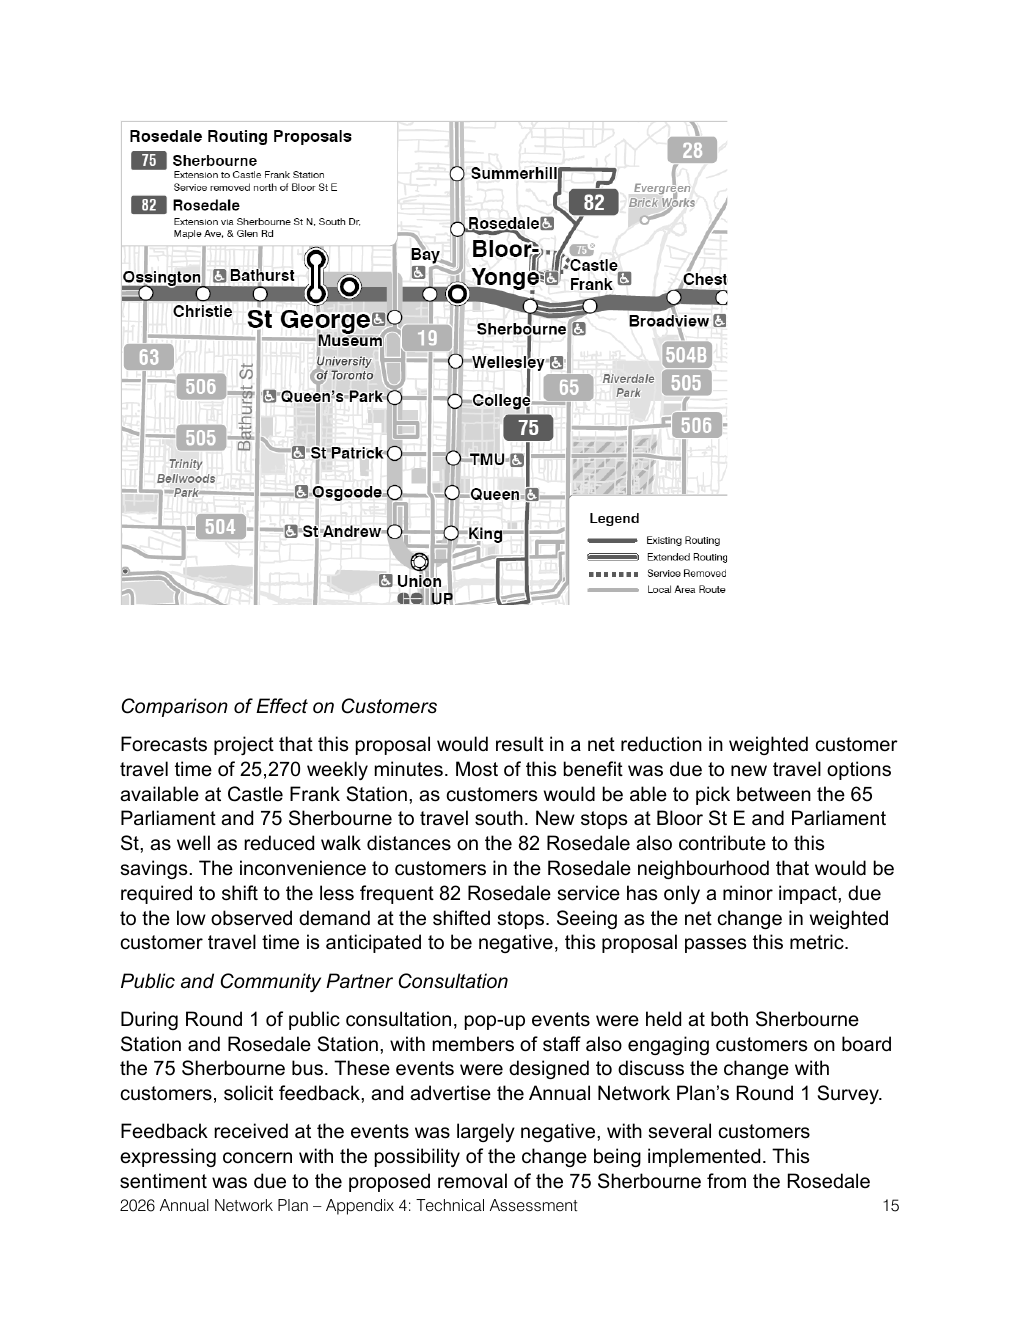 Rosedale Routing Proposals
75 Sherbourne
Extension to Castle Frank Station
Service removed north of Bloor St E
82 Rosedale
Extension via Sherbourne St N, South Dr,
Maple Ave, & Glen Rd
Summerhill
28
82
Evergreen
Brick Works
Rosedale
Bay
Bloor-
Yonge
75
Castle
Frank
Ossington
Bathurst
Chest
Christie
St George
Sherbourne
Broadview
Museum
19
63
University
of Toronto
Wellesley
504B
506
Bathurst St
Queen's Park
College
65
Riverdale
Park
505
75
506
505
St Patrick
TMU
Trinity
Bellwoods
Park
Osgoode
Queen
504
St Andrew
King
Union
UP
Legend
Existing Routing
Extended Routing
Service Removed
Local Area Route
Comparison of Effect on Customers
Forecasts project that this proposal would result in a net reduction in weighted customer
travel time of 25,270 weekly minutes. Most of this benefit was due to new travel options
available at Castle Frank Station, as customers would be able to pick between the 65
Parliament and 75 Sherbourne to travel south. New stops at Bloor St E and Parliament
St, as well as reduced walk distances on the 82 Rosedale also contribute to this
savings. The inconvenience to customers in the Rosedale neighbourhood that would be
required to shift to the less frequent 82 Rosedale service has only a minor impact, due
to the low observed demand at the shifted stops. Seeing as the net change in weighted
customer travel time is anticipated to be negative, this proposal passes this metric.
Public and Community Partner Consultation
During Round 1 of public consultation, pop-up events were held at both Sherbourne
Station and Rosedale Station, with members of staff also engaging customers on board
the 75 Sherbourne bus. These events were designed to discuss the change with
customers, solicit feedback, and advertise the Annual Network Plan’s Round 1 Survey.
Feedback received at the events was largely negative, with several customers
expressing concern with the possibility of the change being implemented. This
sentiment was due to the proposed removal of the 75 Sherbourne from the Rosedale
2026 Annual Network Plan – Appendix 4: Technical Assessment 15